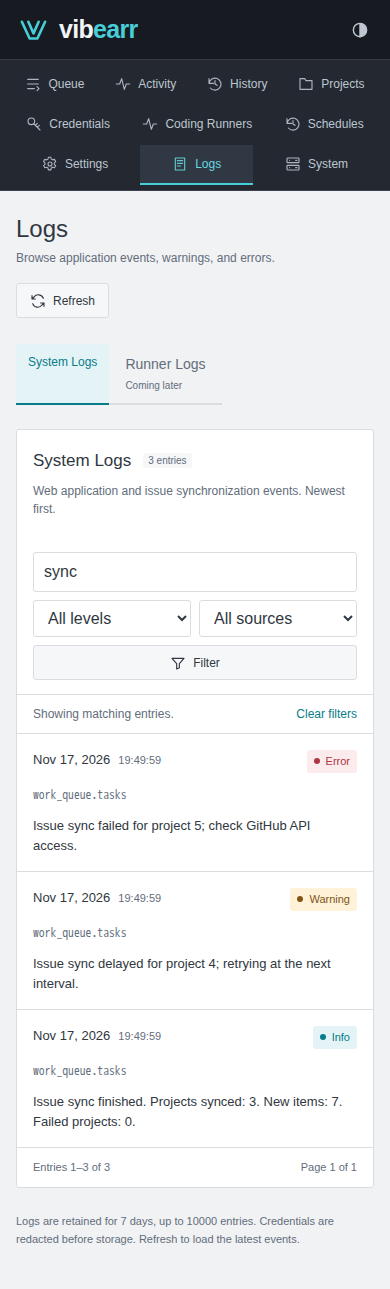 vibearr
Queue Activity History Projects
Credentials Coding Runners Schedules
Settings Logs System
Logs
Browse application events, warnings, and errors.
Refresh
System Logs Runner Logs
Coming later
System Logs 3 entries
Web application and issue synchronization events. Newest
first.
sync
All levels All sources
Filter
Showing matching entries. Clear filters
Nov 17, 2026 19:49:59 Error
work_queue.tasks
Issue sync failed for project 5; check GitHub API
access.
Nov 17, 2026 19:49:59 Warning
work_queue.tasks
Issue sync delayed for project 4; retrying at the next
interval.
Nov 17, 2026 19:49:59 Info
work_queue.tasks
Issue sync finished. Projects synced: 3. New items: 7.
Failed projects: 0.
Entries 1–3 of 3 Page 1 of 1
Logs are retained for 7 days, up to 10000 entries. Credentials are
redacted before storage. Refresh to load the latest events.